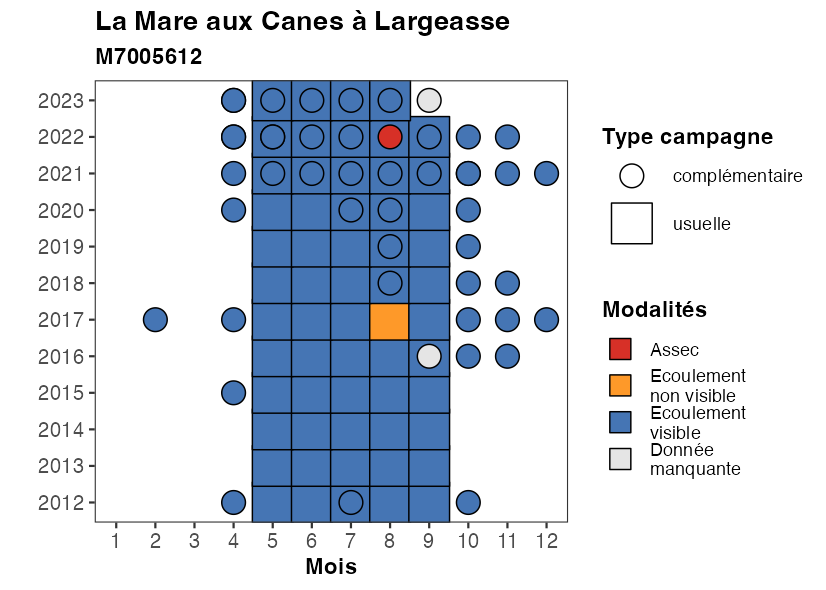 La Mare aux Canes à Largeasse
M7005612
2023
2022
2021
2020
2019
2018
2017
2016
2015
2014
2013
2012
1 2 3 4 5 6 7 8 9 10 11 12
Mois
Type campagne
complémentaire
usuelle
Modalités
Assec
Ecoulement
non visible
Ecoulement
visible
Donnée
manquante